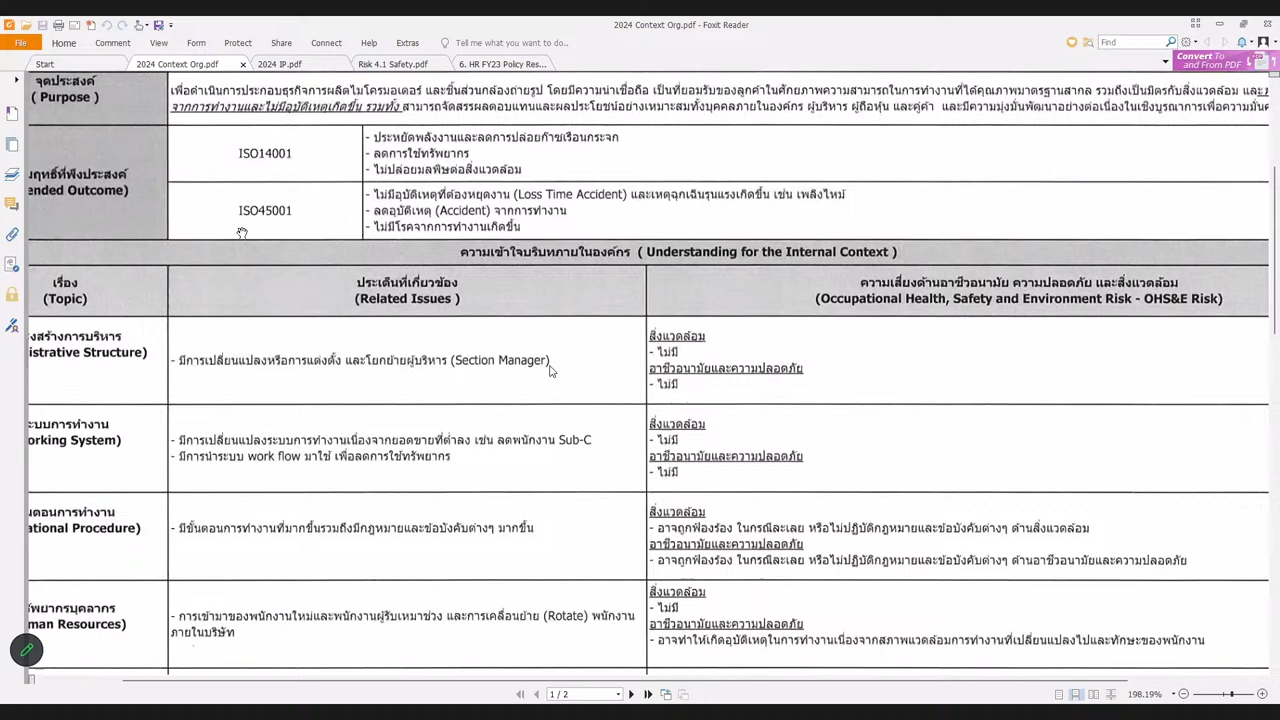 2024 Context Org.pdf - Foxit Reader
File Home Comment View Form Protect Share Connect Help Extras Tell me what you want to do.. Find
Start 2024 Context Org.pdf 2024 IP.pdf Risk 4.1 Safety.pdf 6. HR FY23 Policy Res... Convert To and From PDF
จุดประสงค์
( Purpose )
เพื่อดำเนินการประกอบธุรกิจการผลิตไมโครมอเตอร์ และชิ้นส่วนกล้องถ่ายรูป โดยมีความน่าเชื่อถือ เป็นที่ยอมรับของลูกค้าในศักยภาพความสามารถในการทำงานที่ได้คุณภาพมาตรฐานสากล รวมถึงเป็นมิตรกับสิ่งแวดล้อม
จากการทำงานและไม่มีอุบัติเหตุเกิดขึ้น รวมทั้ง สามารถจัดสรรผลตอบแทนและผลประโยชน์อย่างเหมาะสมทั้งบุคคลภายในองค์กร ผู้บริหาร ผู้ถือหุ้น และคู่ค้า และมีความมุ่งมั่นพัฒนาอย่างต่อเนื่องเชิงบูรณาการเพื่อความมั่นค
มฤทธิ์ที่พึงประสงค์
ended Outcome)
ISO14001
- ประหยัดพลังงานและลดการปล่อยก๊าซเรือนกระจก
- ลดการใช้ทรัพยากร
- ไม่ปล่อยมลพิษต่อสิ่งแวดล้อม
ISO45001
- ไม่มีอุบัติเหตุที่ต้องหยุดงาน (Loss Time Accident) และเหตุฉุกเฉินรุนแรงเกิดขึ้น เช่น เพลิงไหม้
- ลดอุบัติเหตุ (Accident) จากการทำงาน
- ไม่มีโรคจากการทำงานเกิดขึ้น
ความเข้าใจบริบทภายในองค์กร ( Understanding for the Internal Context )
เรื่อง
(Topic)
ประเด็นที่เกี่ยวข้อง
(Related Issues )
ความเสี่ยงด้านอาชีวอนามัย ความปลอดภัย และสิ่งแวดล้อม
(Occupational Health, Safety and Environment Risk - OHS&E Risk)
งสร้างการบริหาร
istrative Structure)
- มีการเปลี่ยนแปลงหรือการแต่งตั้ง และโยกย้ายผู้บริหาร (Section Manager)
สิ่งแวดล้อม
- ไม่มี
อาชีวอนามัยและความปลอดภัย
- ไม่มี
ะบบการทำงาน
orking System)
- มีการเปลี่ยนแปลงระบบการทำงานเนื่องจากยอดขายที่ต่ำลง เช่น ลดพนักงาน Sub-C
- มีการนำระบบ work flow มาใช้ เพื่อลดการใช้ทรัพยากร
สิ่งแวดล้อม
- ไม่มี
อาชีวอนามัยและความปลอดภัย
- ไม่มี
นตอนการทำงาน
ational Procedure)
- มีขั้นตอนการทำงานที่มากขึ้นรวมถึงมีกฎหมายและข้อบังคับต่างๆ มากขึ้น
สิ่งแวดล้อม
- อาจถูกฟ้องร้อง ในกรณีละเลย หรือไม่ปฏิบัติกฎหมายและข้อบังคับต่างๆ ด้านสิ่งแวดล้อม
อาชีวอนามัยและความปลอดภัย
- อาจถูกฟ้องร้อง ในกรณีละเลย หรือไม่ปฏิบัติกฎหมายและข้อบังคับต่างๆ ด้านอาชีวอนามัยและความปลอดภัย
รัพยากรบุคลากร
man Resources)
- การเข้ามาของพนักงานใหม่และพนักงานผู้รับเหมาช่วง และการเคลื่อนย้าย (Rotate) พนักงาน
ภายในบริษัท
สิ่งแวดล้อม
- ไม่มี
อาชีวอนามัยและความปลอดภัย
- อาจทำให้เกิดอุบัติเหตุในการทำงานเนื่องจากสภาพแวดล้อมการทำงานที่เปลี่ยนแปลงไปและทักษะของพนักงาน
1 / 2 198.19%